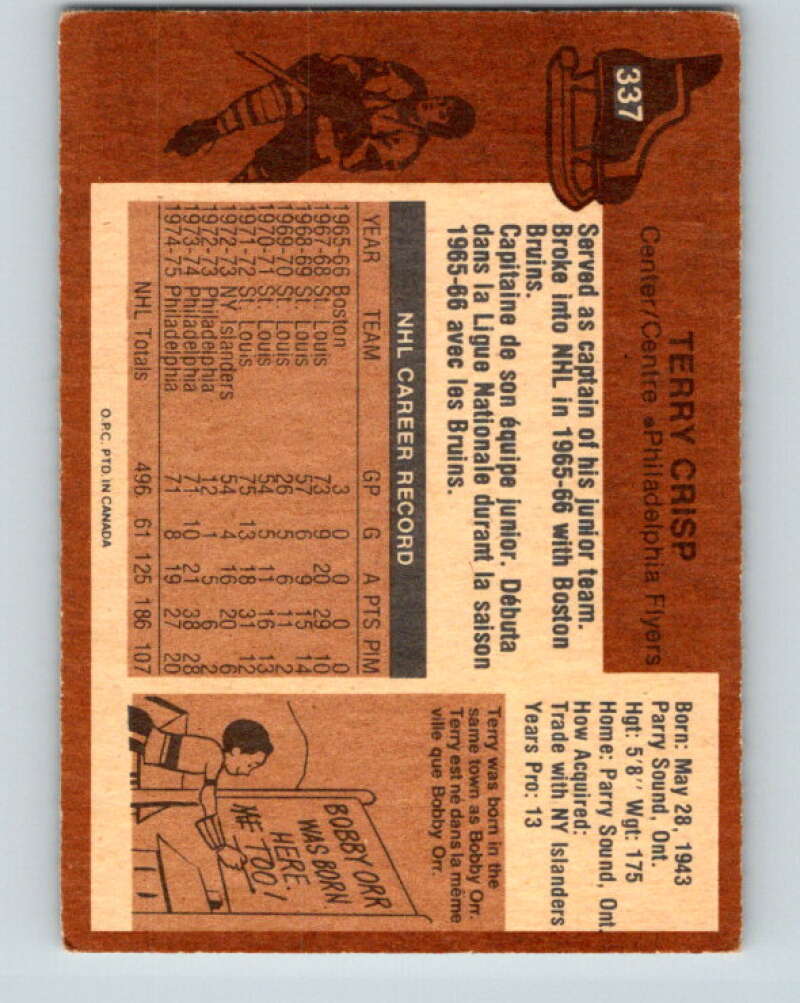 337
TERRY CRISP
Center/Centre • Philadelphia Flyers
Served as captain of his junior team.
Broke into NHL in 1965-66 with Boston
Bruins.
Capitaine de son équipe junior. Débuta
dans la Ligue Nationale durant la saison
1965-66 avec les Bruins.
NHL CAREER RECORD
YEAR TEAM GP G A PTS PIM
1965-66 Boston 3 0 0 0 0
1967-68 St. Louis 73 9 20 29 10
1968-69 St. Louis 57 6 9 15 14
1969-70 St. Louis 26 5 6 11 2
1970-71 St. Louis 54 5 11 16 13
1971-72 St. Louis 75 13 18 31 12
1972-73 NY Islanders 54 4 16 20 6
1972-73 Philadelphia 12 1 5 6 2
1973-74 Philadelphia 71 10 21 38 28
1974-75 Philadelphia 71 8 19 27 20
NHL Totals 496 61 125 186 107
O.P.C. PTD. IN CANADA
Born: May 28, 1943
Parry Sound, Ont.
Hgt: 5'8'' Wgt: 175
Home: Parry Sound, Ont.
How Acquired:
Trade with NY Islanders
Years Pro: 13
Terry was born in the
same town as Bobby Orr.
Terry est né dans la même
ville que Bobby Orr.
BOBBY ORR
WAS BORN
HERE.
ME TOO!